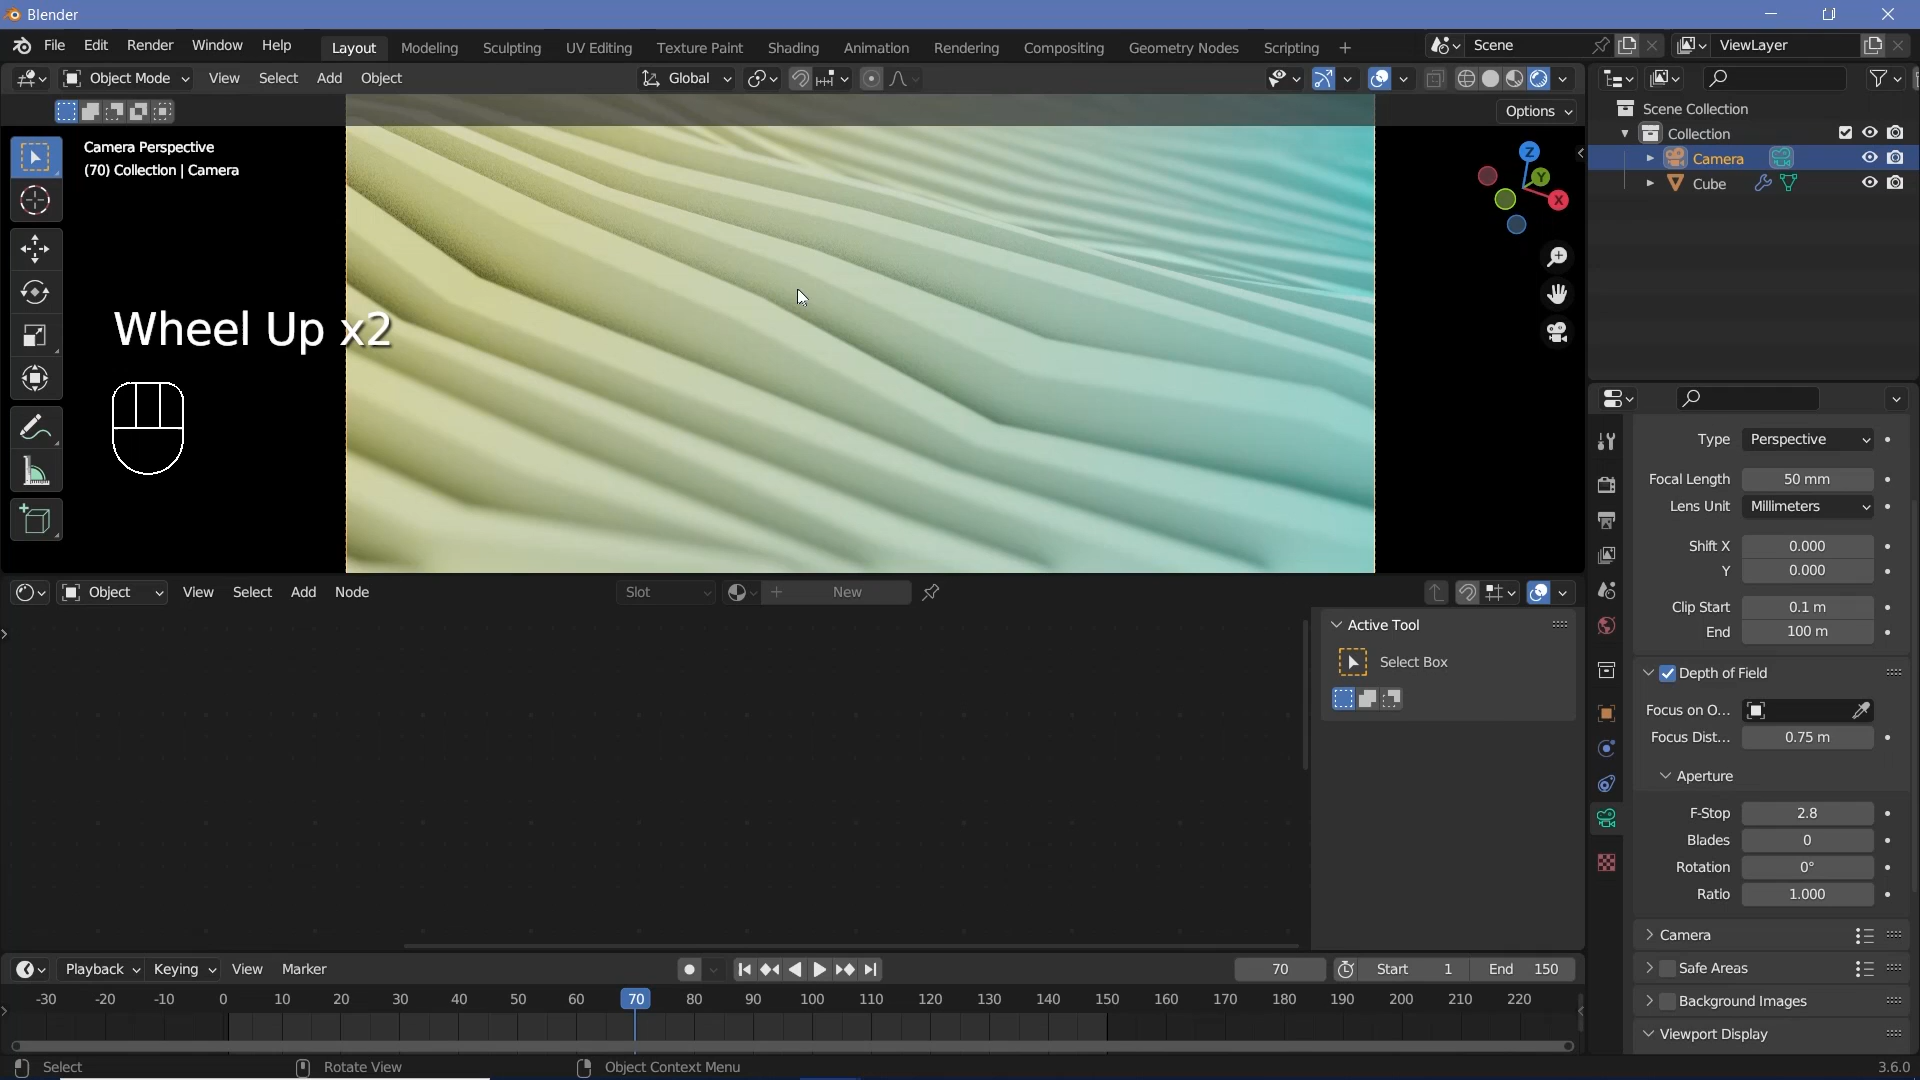 Blender
File Edit Render Window Help Layout Modeling Sculpting UV Editing Texture Paint Shading Animation Rendering Compositing Geometry Nodes Scripting + Scene ViewLayer
Object Mode View Select Add Object Global
Options
Scene Collection
Collection
Camera
Cube
Camera Perspective
(70) Collection | Camera
Z
Y
X
Wheel Up x2
Type Perspective
Focal Length 50 mm
Lens Unit Millimeters
Shift X 0.000
Y 0.000
Clip Start 0.1 m
End 100 m
Depth of Field
Focus on O...
Focus Dist... 0.75 m
Aperture
F-Stop 2.8
Blades 0
Rotation 0°
Ratio 1.000
Camera
Safe Areas
Background Images
Viewport Display
Object View Select Add Node Slot New
Active Tool
Select Box
Playback Keying View Marker 70 Start 1 End 150
-30 -20 -10 0 10 20 30 40 50 60 70 80 90 100 110 120 130 140 150 160 170 180 190 200 210 220
Select Rotate View Object Context Menu 3.6.0